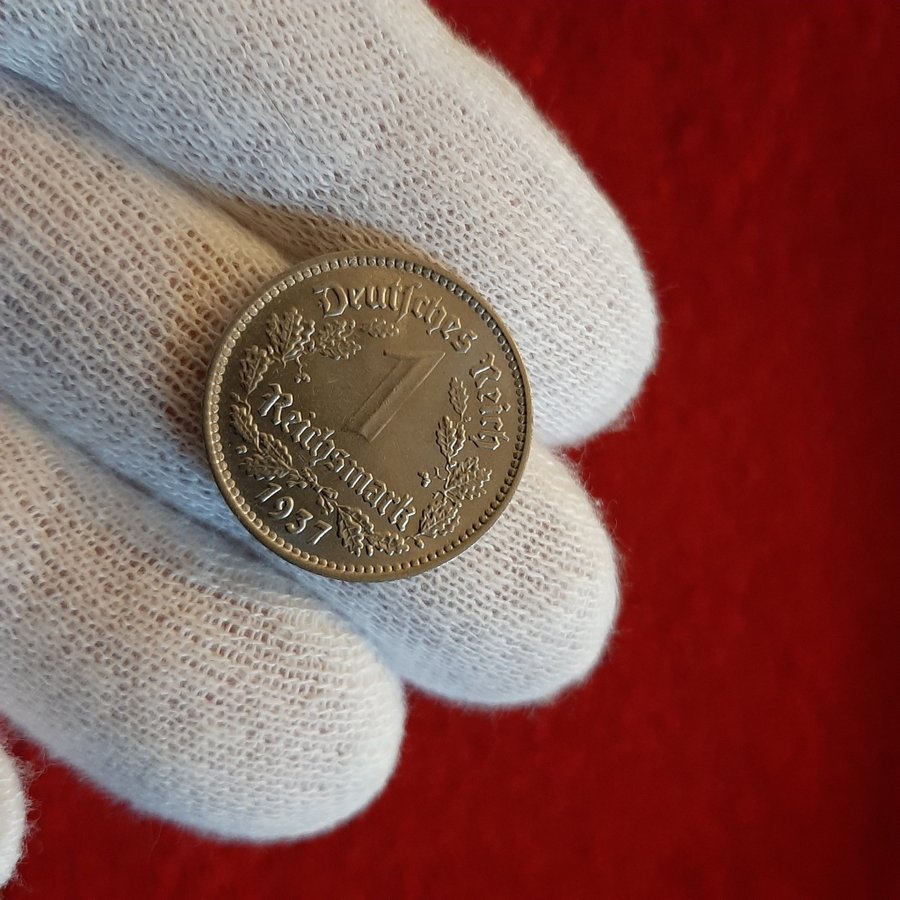 Deutsches Reich
1
Reichsmark
1937